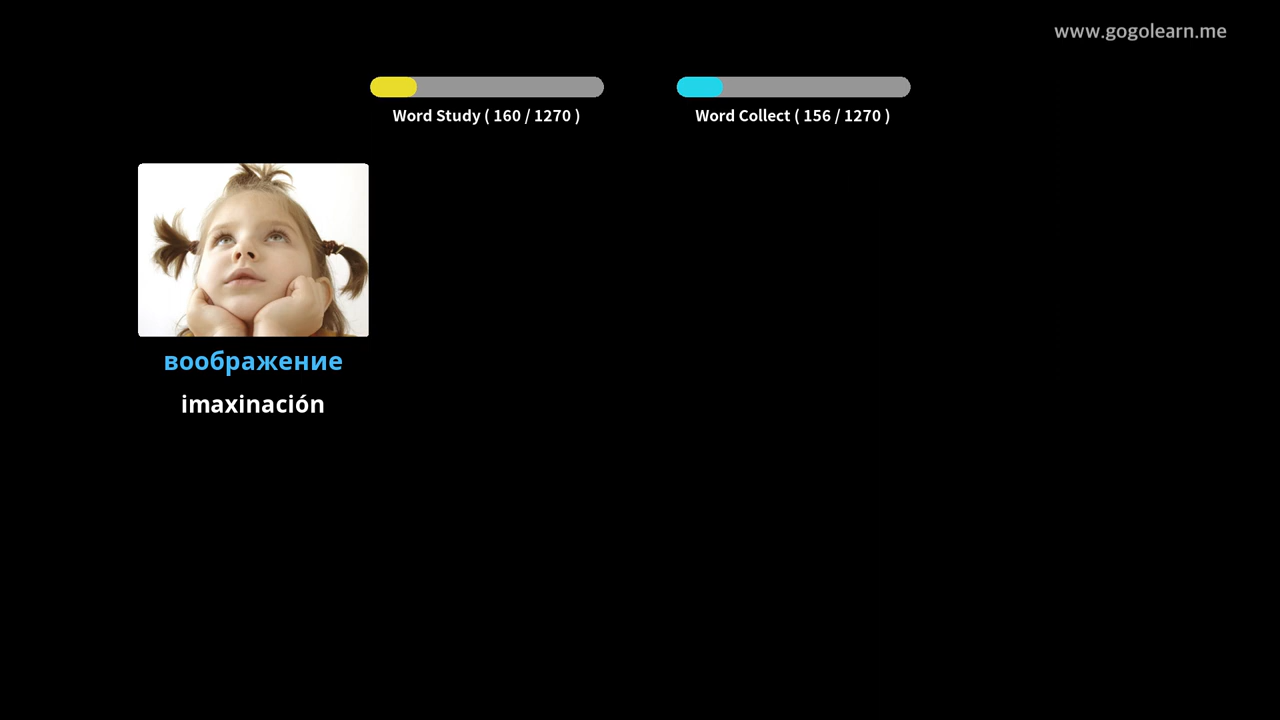 www.gogolearn.me
Word Study ( 160 / 1270 )
Word Collect ( 156 / 1270 )
воображение
imaxinación